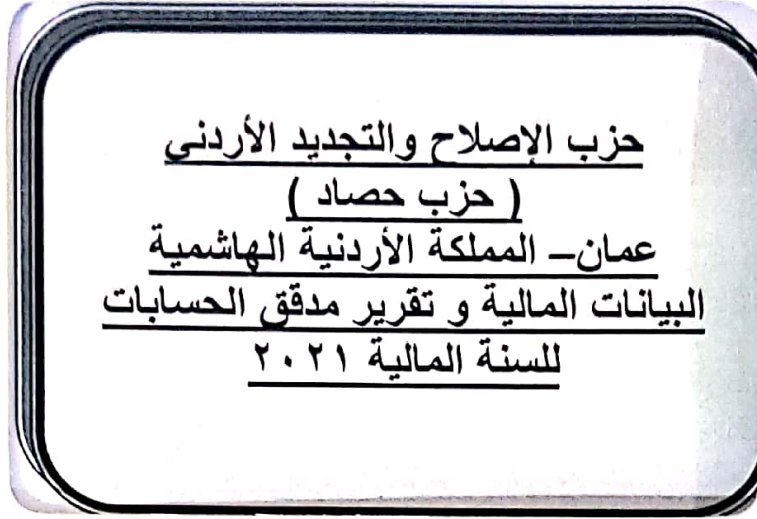 حزب الإصلاح والتجديد الأردني
( حزب حصاد )
عمان– المملكة الأردنية الهاشمية
البيانات المالية و تقرير مدقق الحسابات
للسنة المالية ٢٠٢١